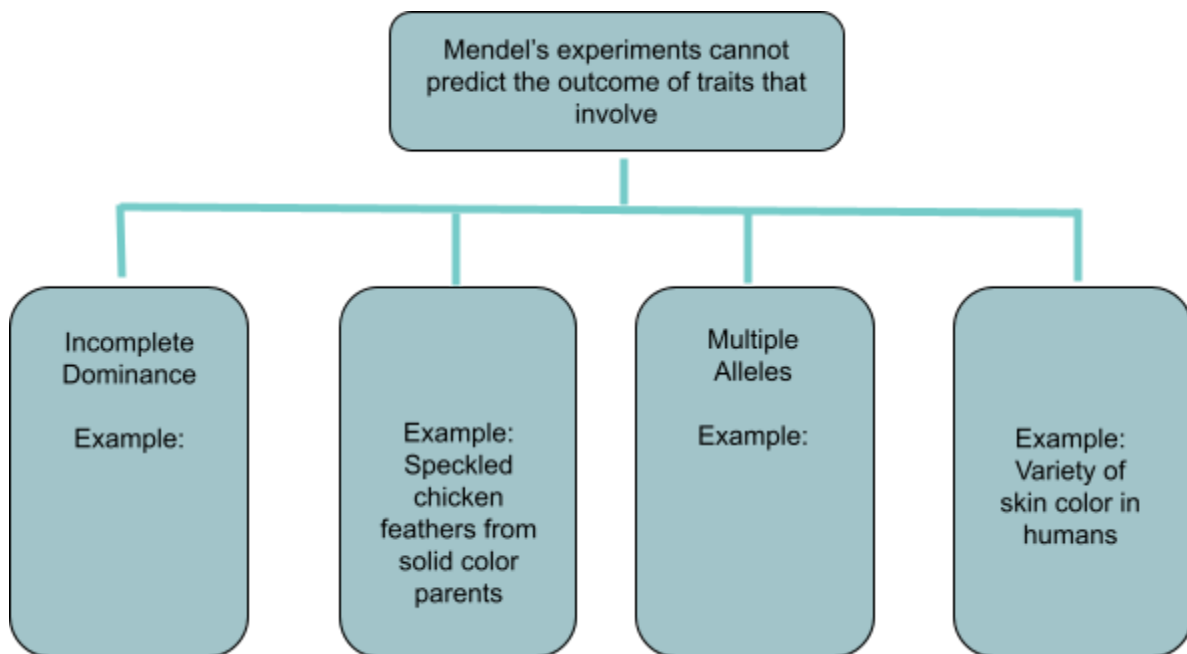 Mendel’s experiments cannot
predict the outcome of traits that
involve
Incomplete
Dominance
Example:
Example:
Speckled
chicken
feathers from
solid color
parents
Multiple
Alleles
Example:
Example:
Variety of
skin color in
humans